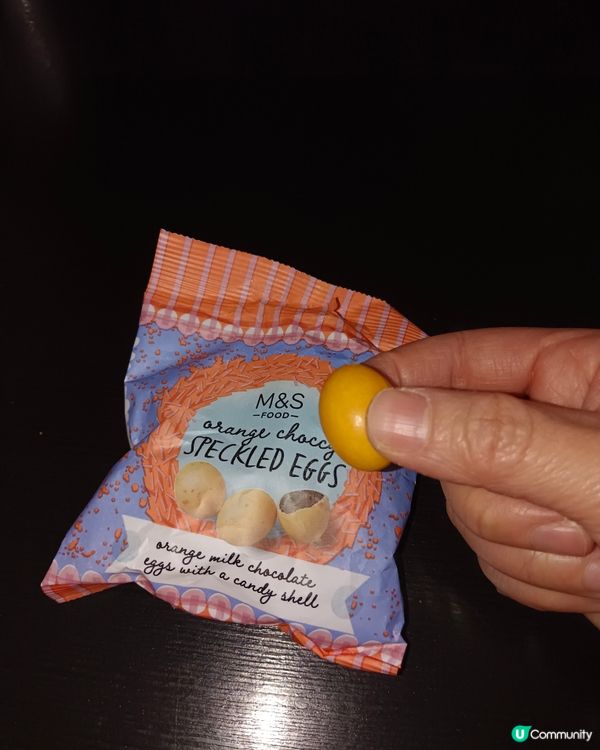 M&S
-FOOD-
orange choccy
SPECKLED EGGS
orange milk chocolate
eggs with a candy shell
U Community